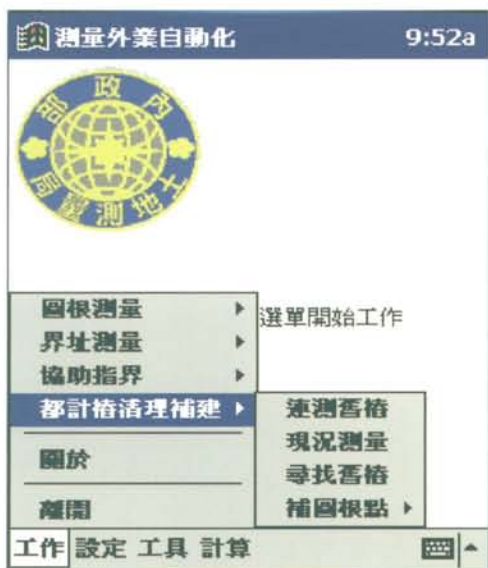 測量外業自動化 9:52a
內政部
土地測量局
選單開始工作
圖根測量
界址測量
協助指界
都計樁清理補建
關於
離開
連測舊樁
現況測量
尋找舊樁
補圖根點
工作 設定 工具 計算